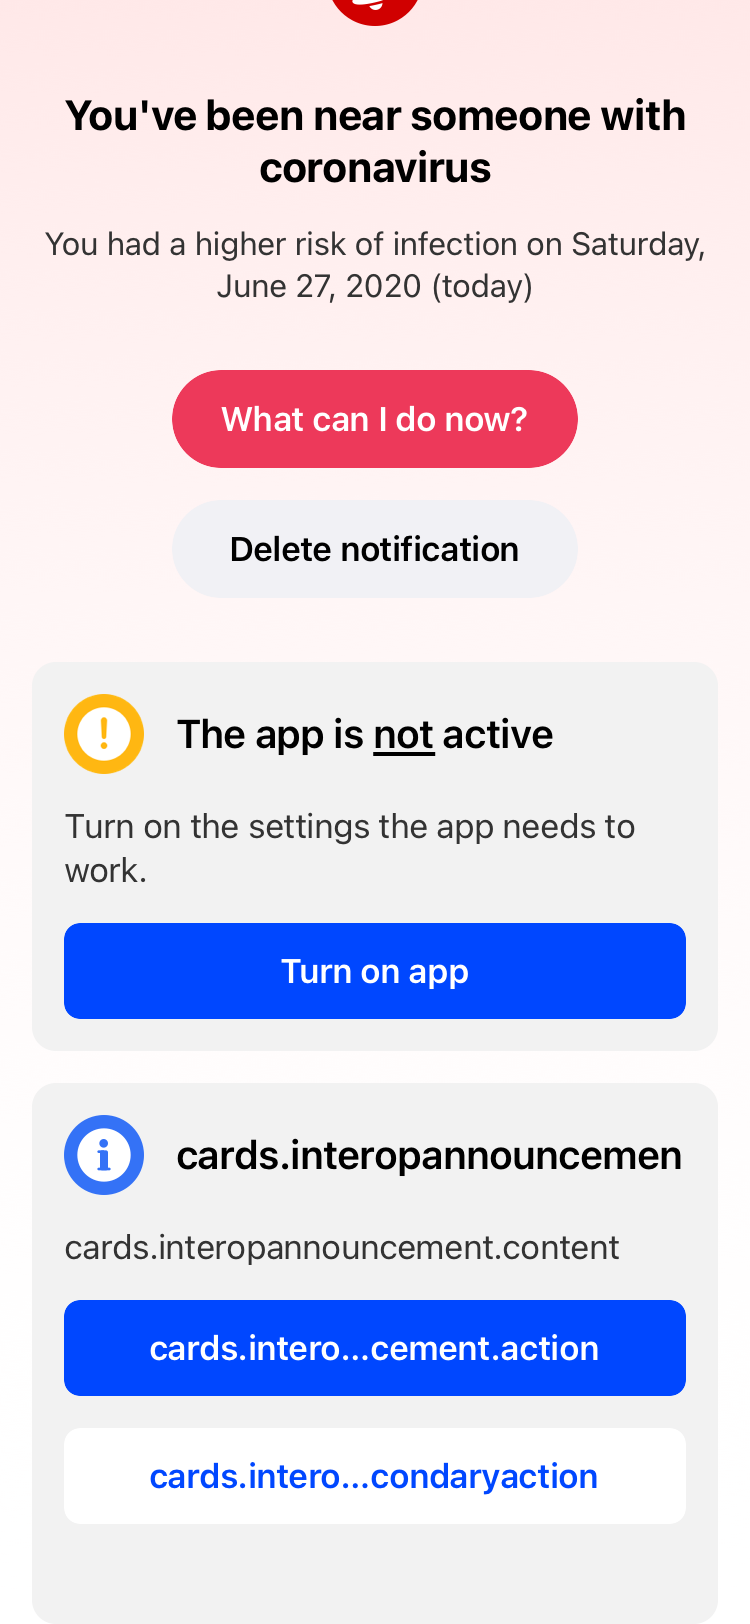 You've been near someone with
coronavirus
You had a higher risk of infection on Saturday,
June 27, 2020 (today)
What can I do now?
Delete notification
The app is not active
Turn on the settings the app needs to
work.
Turn on app
cards.interopannouncemen
cards.interopannouncement.content
cards.intero...cement.action
cards.intero...condaryaction